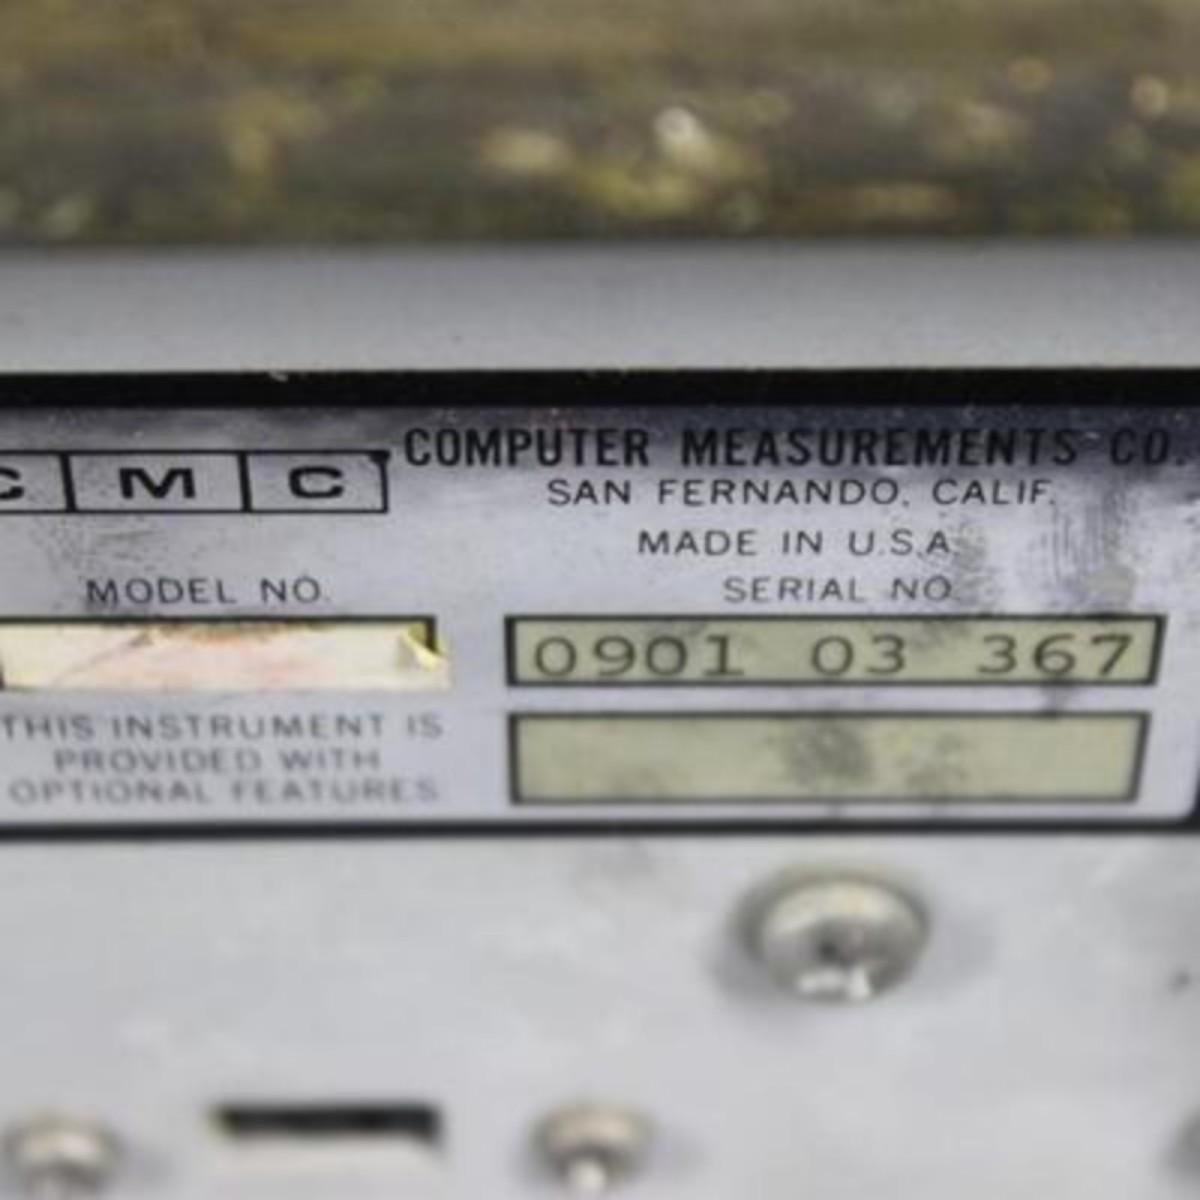 C M C
COMPUTER MEASUREMENTS CO.
SAN FERNANDO, CALIF.
MADE IN U.S.A.
MODEL NO.
SERIAL NO.
0901 03 367
THIS INSTRUMENT IS
PROVIDED WITH
OPTIONAL FEATURES